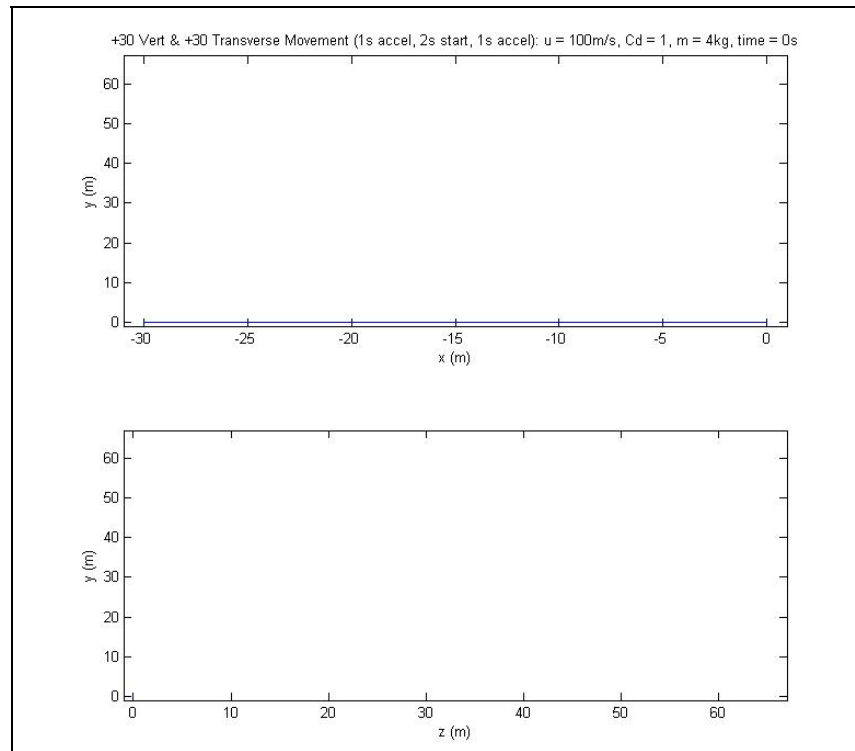 +30 Vert & +30 Transverse Movement (1s accel, 2s start, 1s accel): u = 100m/s, Cd = 1, m = 4kg, time = 0s
60
50
40
30
20
10
0
y (m)
-30 -25 -20 -15 -10 -5 0
x (m)
60
50
40
30
20
10
0
y (m)
0 10 20 30 40 50 60
z (m)